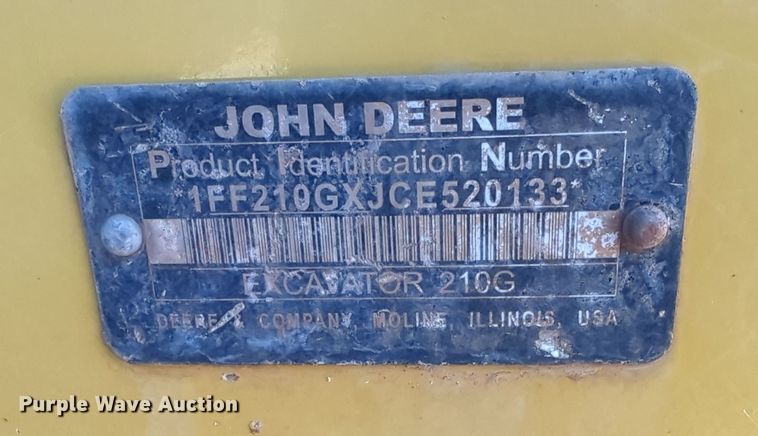 JOHN DEERE
Product Identification Number
*1FF210GXJCE520133*
EXCAVATOR 210G
DEERE & COMPANY, MOLINE, ILLINOIS, USA
Purple Wave Auction